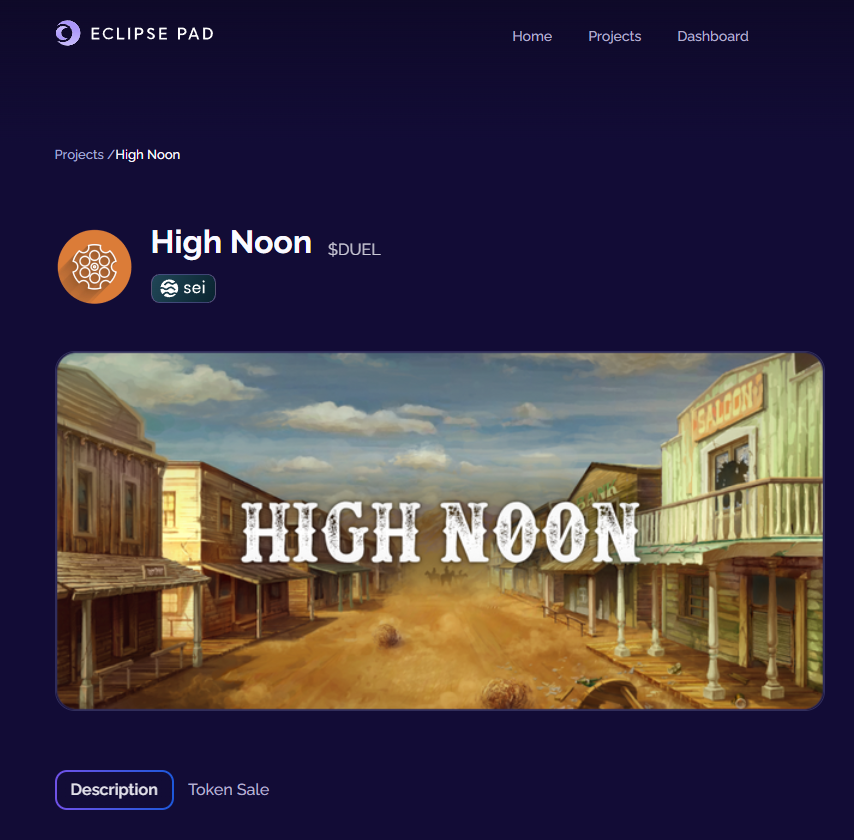 ECLIPSE PAD
Home Projects Dashboard
Projects /High Noon
High Noon $DUEL
sei
SALOON
HIGH NOON
Description Token Sale